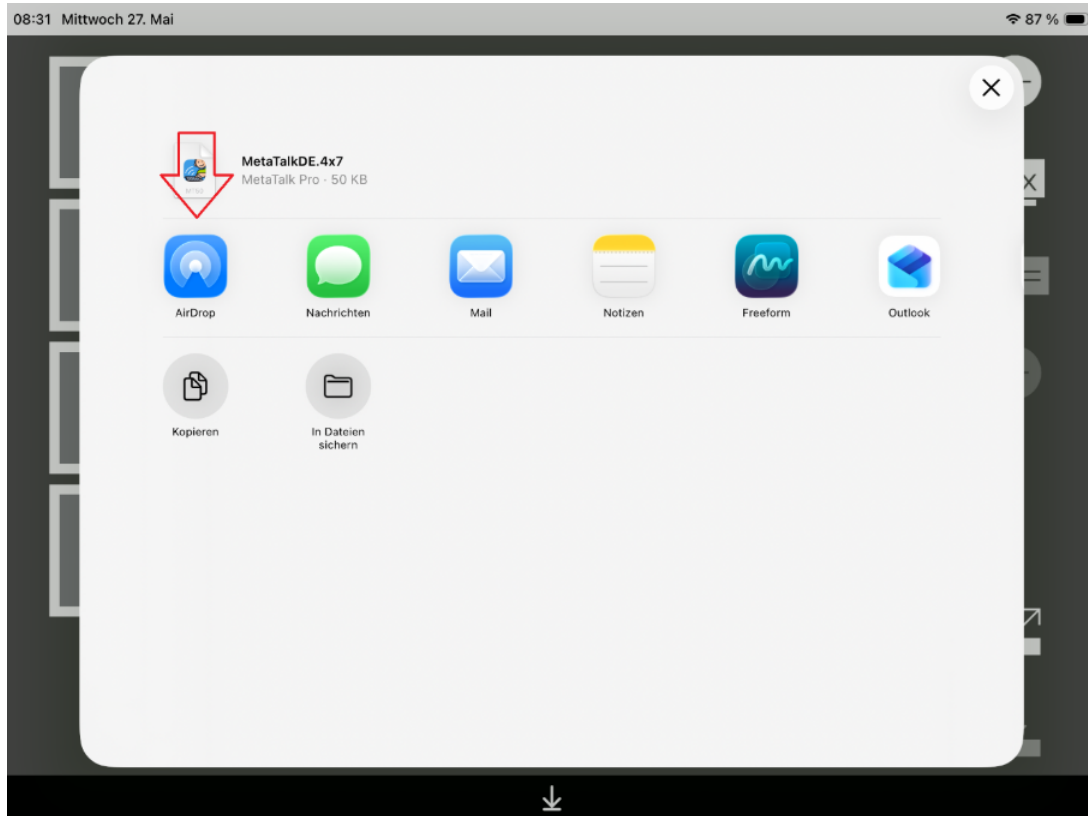 08:31 Mittwoch 27. Mai
87 %
MetaTalkDE.4x7
MetaTalk Pro · 50 KB
AirDrop
Nachrichten
Mail
Notizen
Freeform
Outlook
Kopieren
In Dateien
sichern